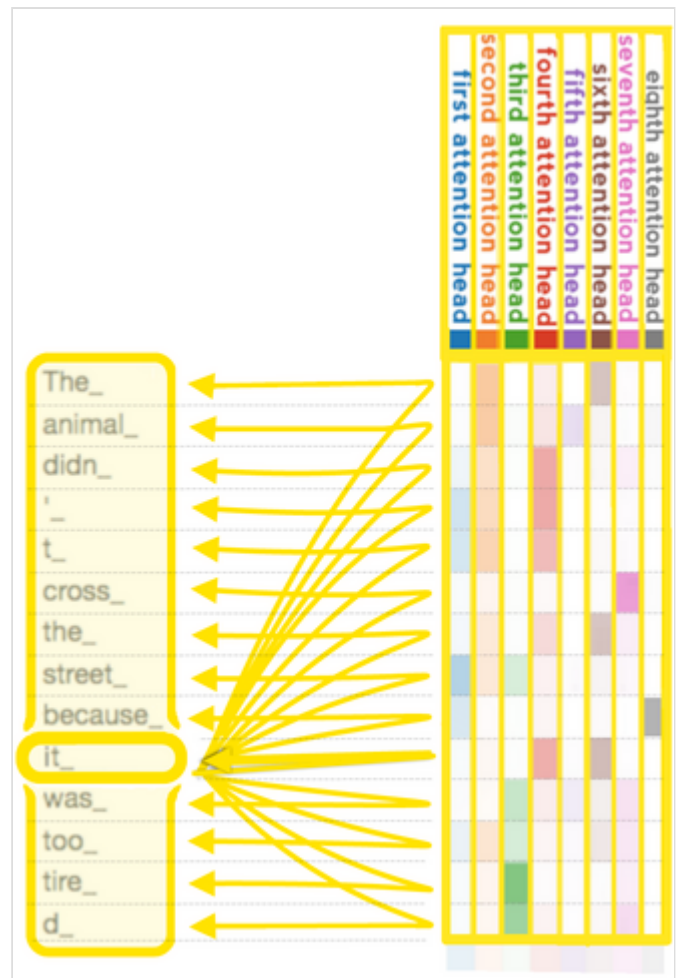 first attention head
second attention head
third attention head
fourth attention head
fifth attention head
sixth attention head
seventh attention head
eighth attention head
The_
animal_
didn_
'_
t_
cross_
the_
street_
because_
it_
was_
too_
tire_
d_